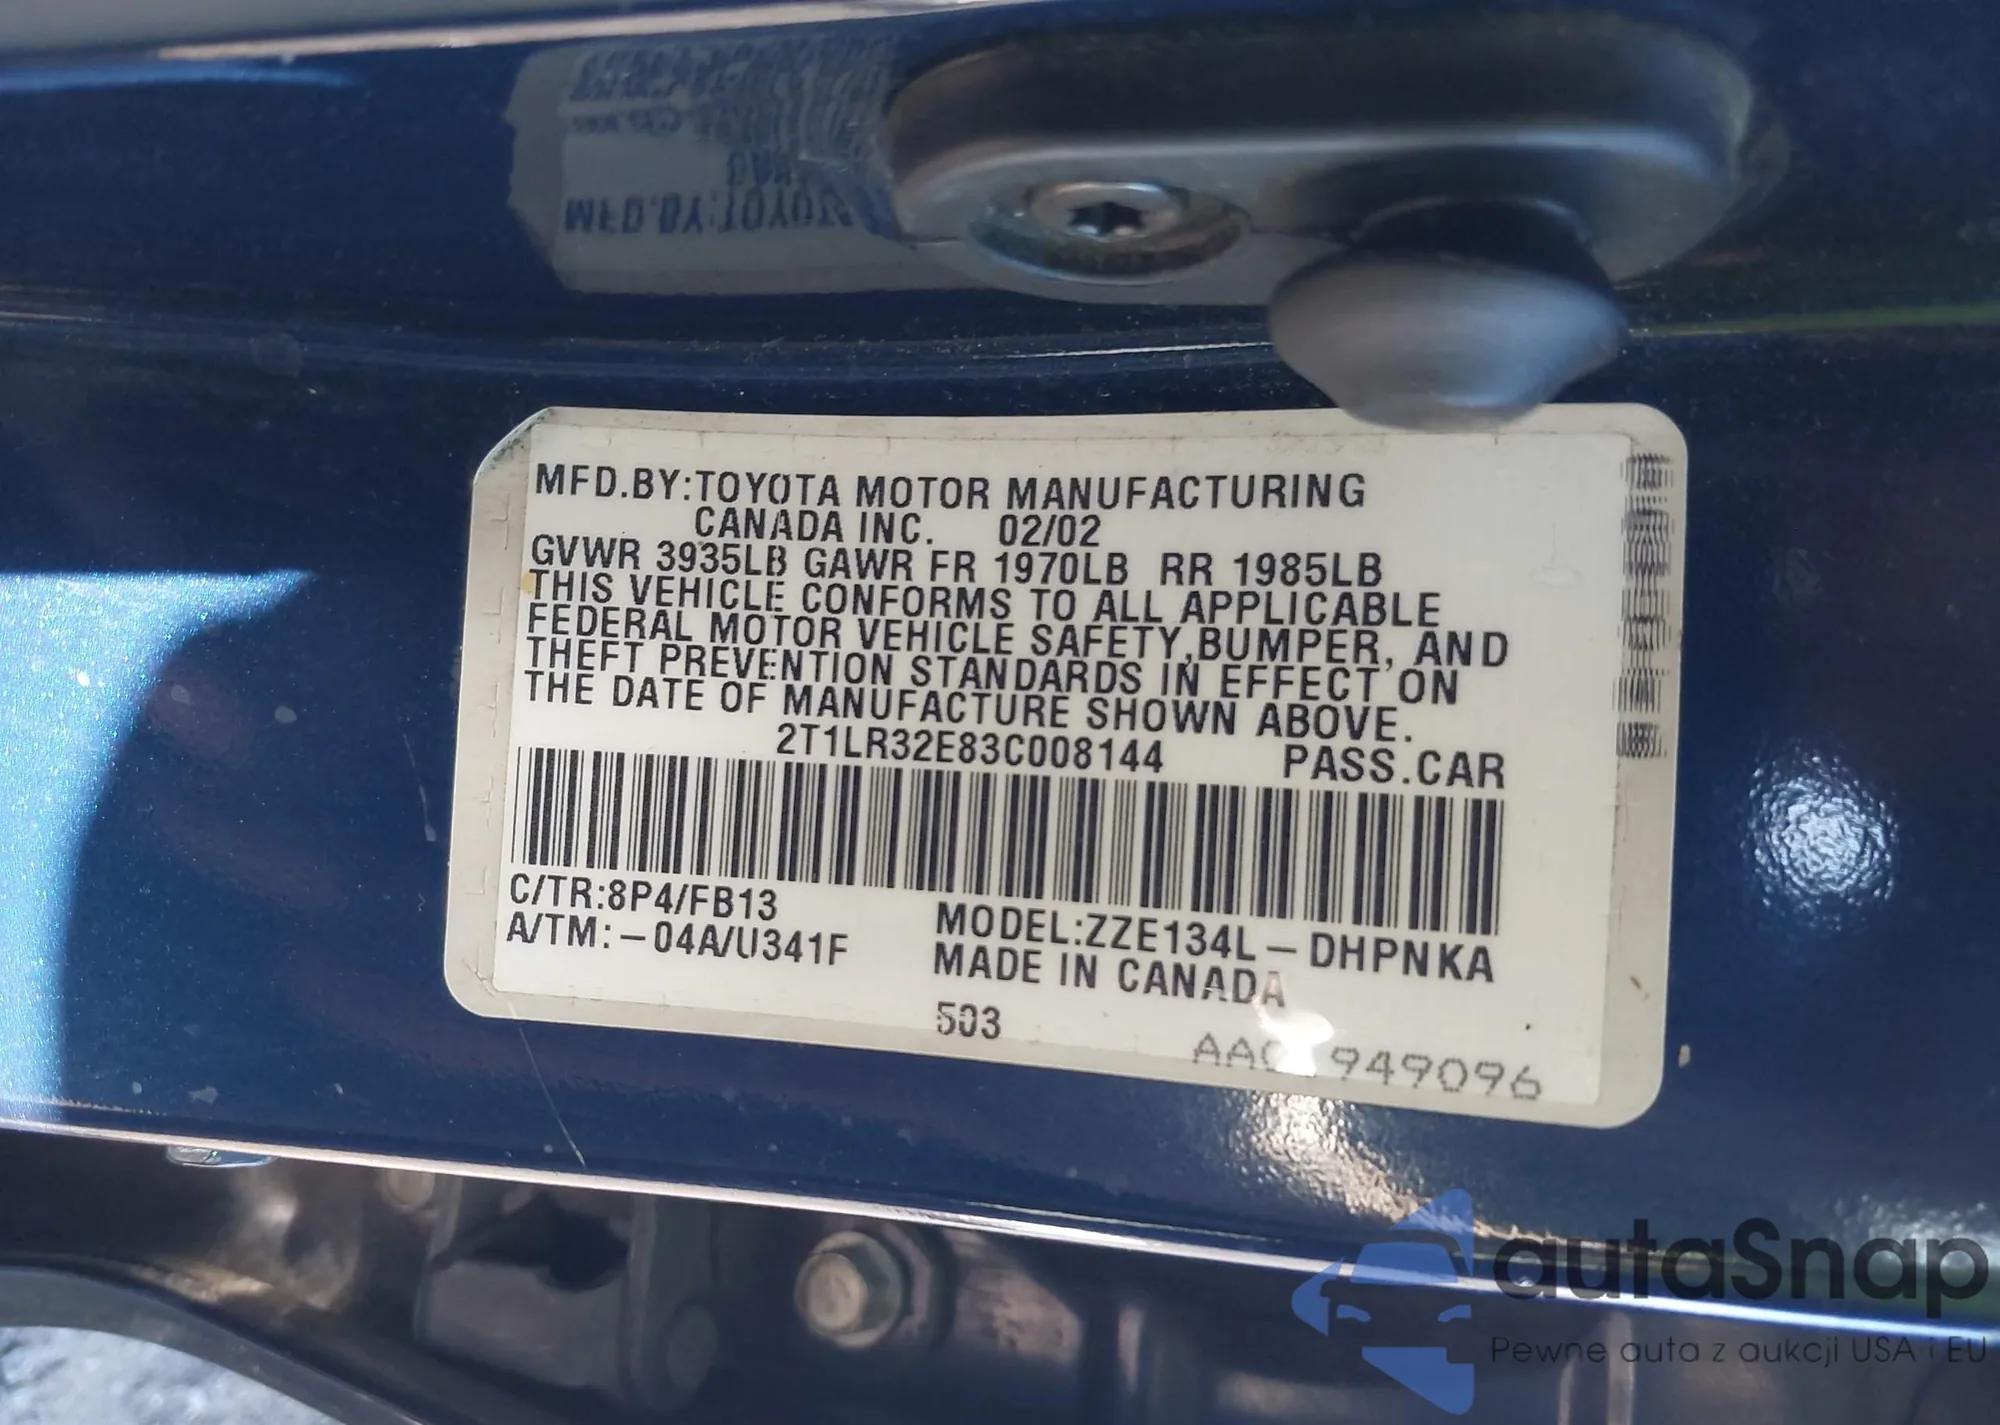 MFD.BY:TOYOTA MOTOR MANUFACTURING
CANADA INC. 02/02
GVWR 3935LB GAWR FR 1970LB RR 1985LB
THIS VEHICLE CONFORMS TO ALL APPLICABLE
FEDERAL MOTOR VEHICLE SAFETY,BUMPER, AND
THEFT PREVENTION STANDARDS IN EFFECT ON
THE DATE OF MANUFACTURE SHOWN ABOVE.
2T1LR32E83C008144 PASS.CAR
C/TR:8P4/FB13
A/TM:-04A/U341F
MODEL:ZZE134L-DHPNKA
MADE IN CANADA
503
autaSnap
Pewne auta z aukcji USA i EU